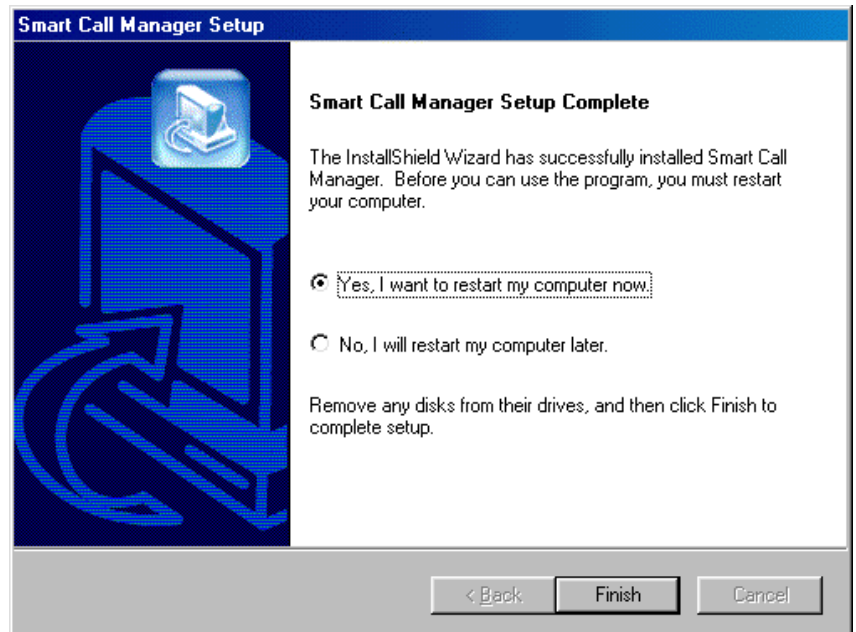 Smart Call Manager Setup
Smart Call Manager Setup Complete
The InstallShield Wizard has successfully installed Smart Call
Manager.  Before you can use the program, you must restart
your computer.
Yes, I want to restart my computer now.
No, I will restart my computer later.
Remove any disks from their drives, and then click Finish to
complete setup.
< Back Finish Cancel